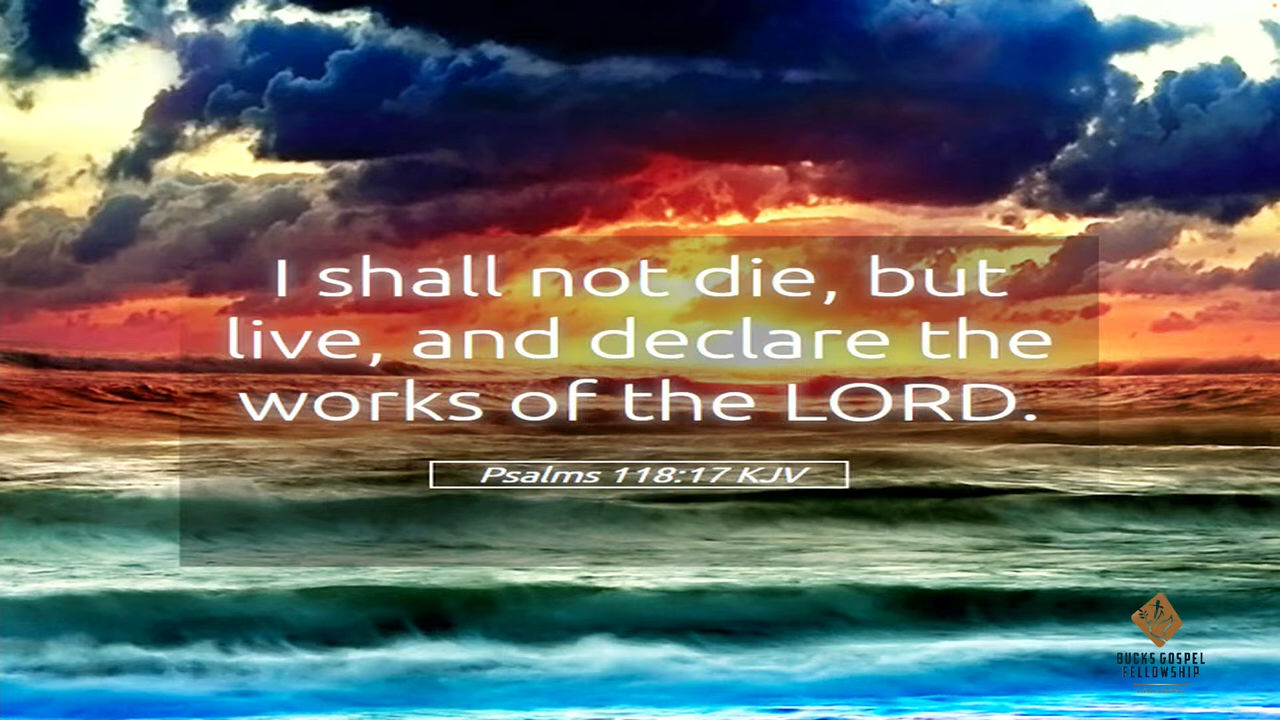 I shall not die, but
live, and declare the
works of the LORD.
Psalms 118:17 KJV
BUCKS GOSPEL
FELLOWSHIP